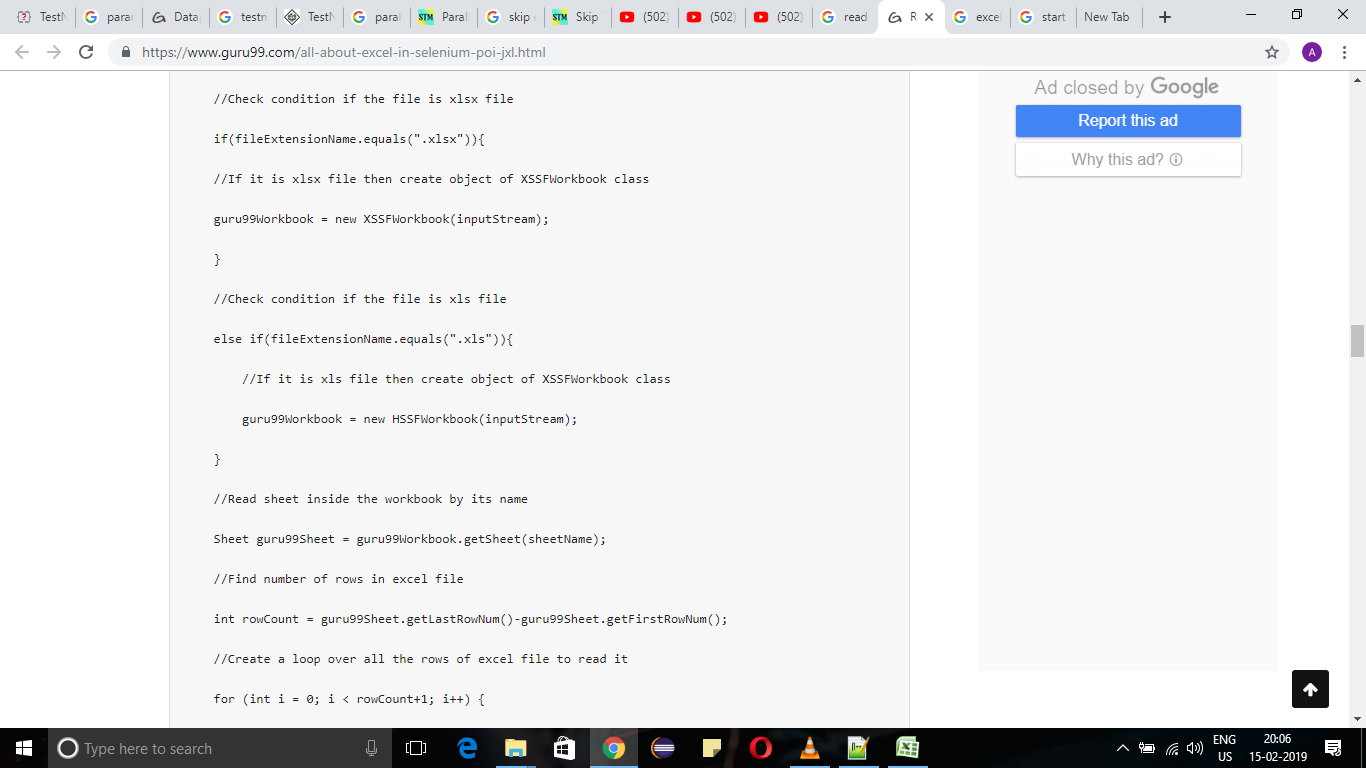 TestN
paran
Data
testn
TestN
paral
STM Paral
skip
STM Skip
(502)
(502)
(502)
read
R
excel
start
New Tab
https://www.guru99.com/all-about-excel-in-selenium-poi-jxl.html
A
//Check condition if the file is xlsx file
if(fileExtensionName.equals(".xlsx")){
//If it is xlsx file then create object of XSSFWorkbook class
guru99Workbook = new XSSFWorkbook(inputStream);
}
//Check condition if the file is xls file
else if(fileExtensionName.equals(".xls")){
//If it is xls file then create object of XSSFWorkbook class
guru99Workbook = new HSSFWorkbook(inputStream);
}
//Read sheet inside the workbook by its name
Sheet guru99Sheet = guru99Workbook.getSheet(sheetName);
//Find number of rows in excel file
int rowCount = guru99Sheet.getLastRowNum()-guru99Sheet.getFirstRowNum();
//Create a loop over all the rows of excel file to read it
for (int i = 0; i < rowCount+1; i++) {
Ad closed by Google
Report this ad
Why this ad?
Type here to search
ENG
US
20:06
15-02-2019